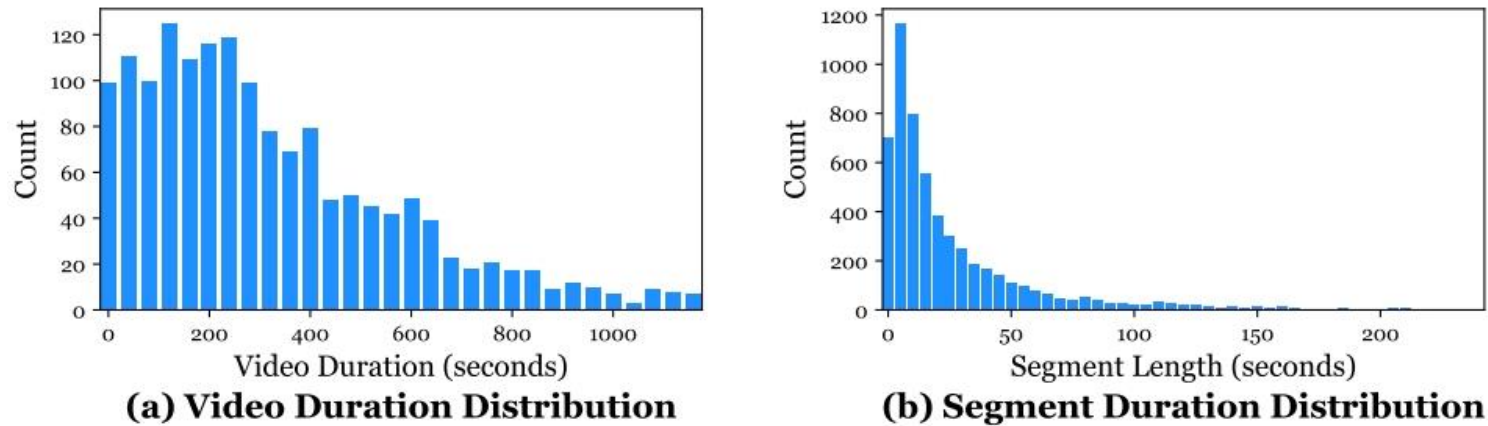 120
100
80
60
40
20
0
Count
0 200 400 600 800 1000
Video Duration (seconds)
(a) Video Duration Distribution
1200
1000
800
600
400
200
0
Count
0 50 100 150 200
Segment Length (seconds)
(b) Segment Duration Distribution